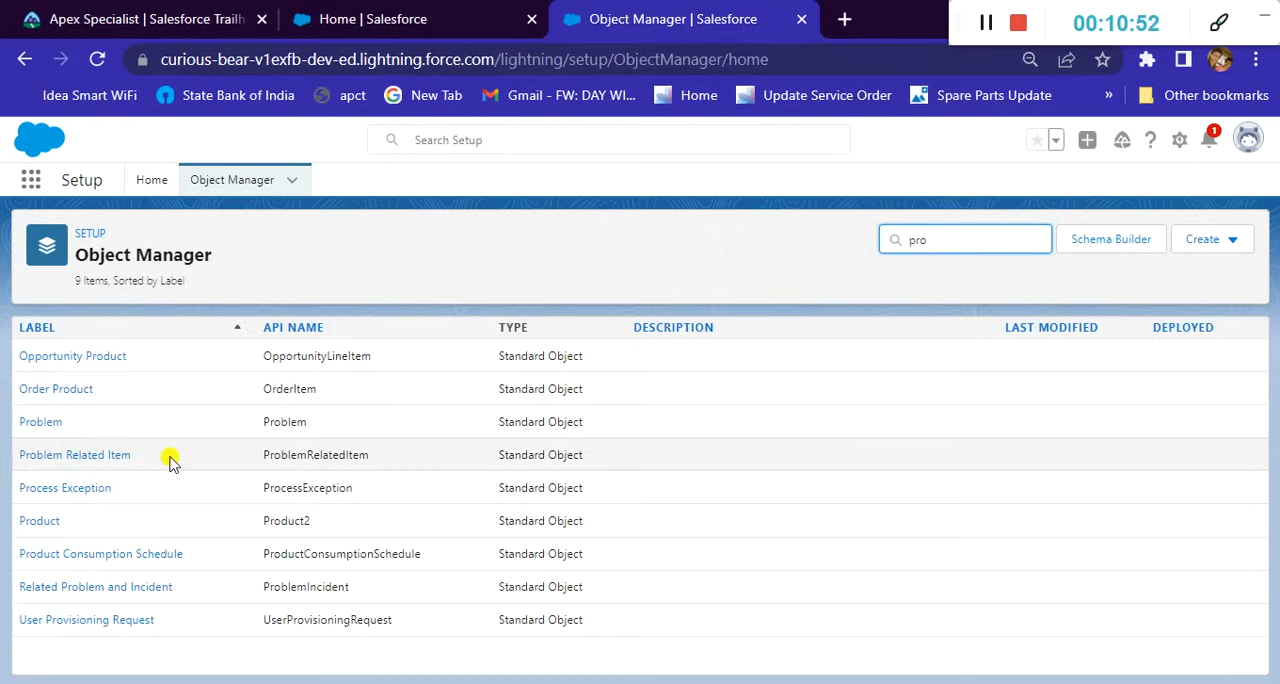 Apex Specialist | Salesforce Trailh
Home | Salesforce
Object Manager | Salesforce
00:10:52
curious-bear-v1exfb-dev-ed.lightning.force.com/lightning/setup/ObjectManager/home
Idea Smart WiFi
State Bank of India
apct
New Tab
Gmail - FW: DAY WI...
Home
Update Service Order
Spare Parts Update
»
Other bookmarks
Search Setup
1
Setup
Home
Object Manager
SETUP
Object Manager
9 Items, Sorted by Label
pro
Schema Builder
Create
LABEL API NAME TYPE DESCRIPTION LAST MODIFIED DEPLOYED
Opportunity Product OpportunityLineItem Standard Object
Order Product OrderItem Standard Object
Problem Problem Standard Object
Problem Related Item ProblemRelatedItem Standard Object
Process Exception ProcessException Standard Object
Product Product2 Standard Object
Product Consumption Schedule ProductConsumptionSchedule Standard Object
Related Problem and Incident ProblemIncident Standard Object
User Provisioning Request UserProvisioningRequest Standard Object